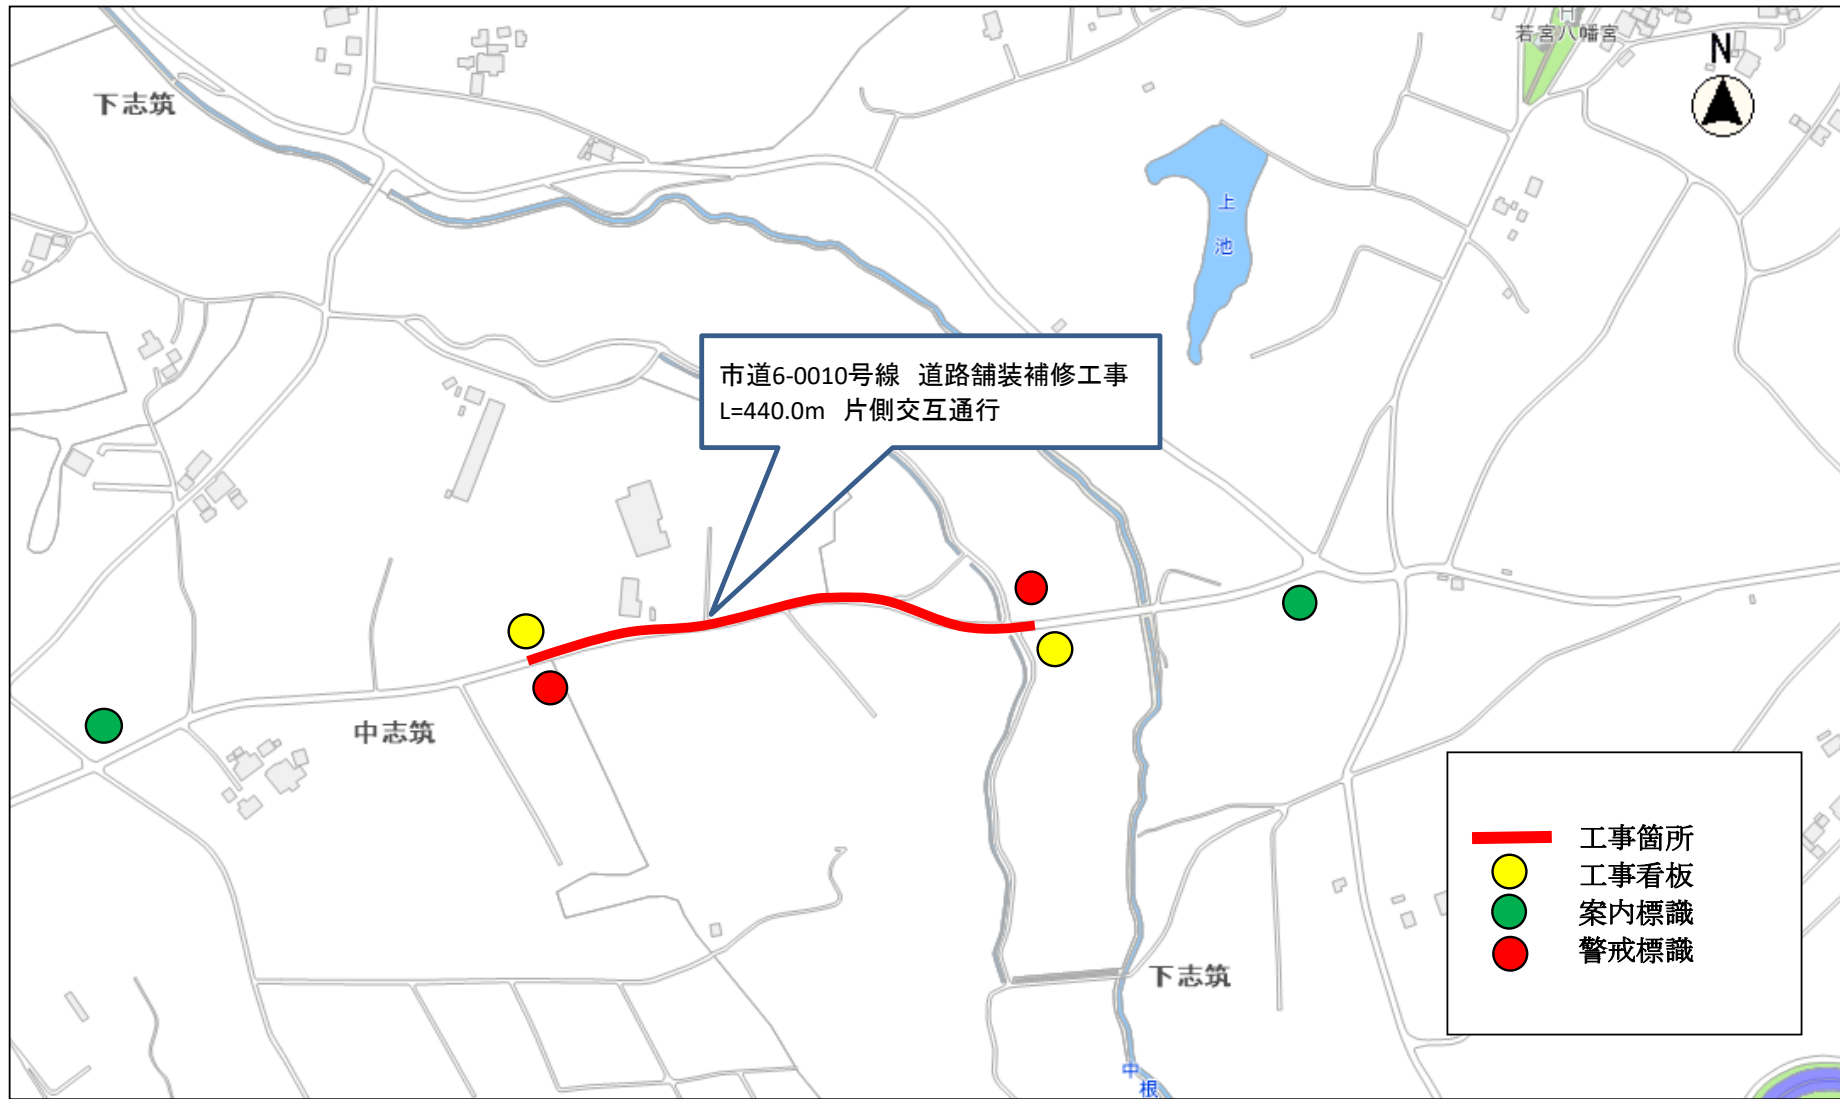 若宮八幡宮
N
下志筑
上
池
市道6-0010号線 道路舗装補修工事
L=440.0m 片側交互通行
中志筑
工事箇所
工事看板
案内標識
警戒標識
下志筑
中
根